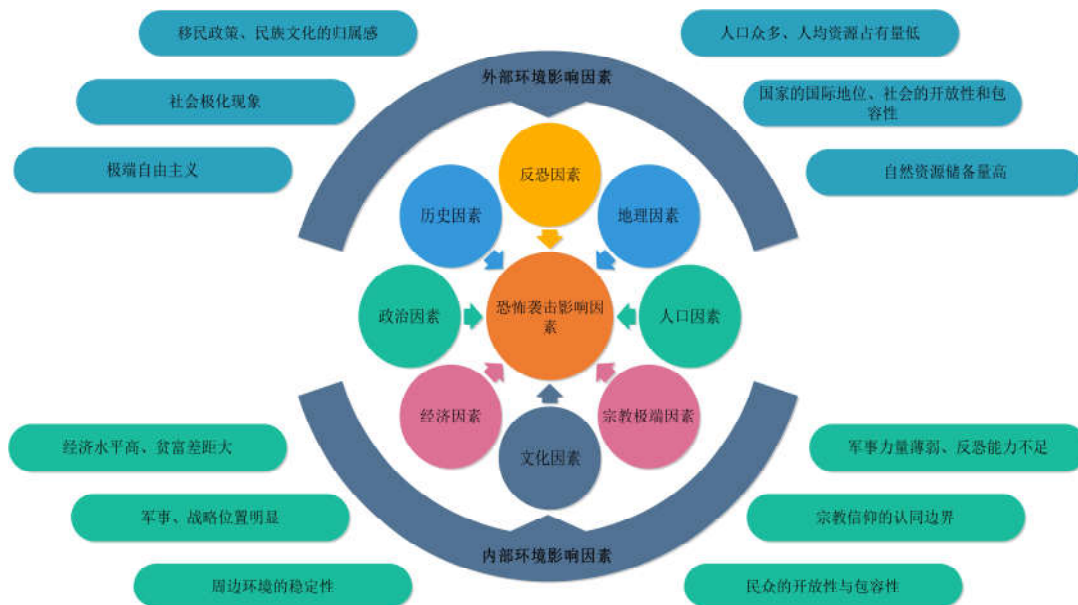 移民政策、民族文化的归属感
人口众多、人均资源占有量低
外部环境影响因素
社会极化现象
国家的国际地位、社会的开放性和包
容性
极端自由主义
自然资源储备量高
反恐因素
历史因素
地理因素
政治因素
恐怖袭击影响因
素
人口因素
经济因素
宗教极端因素
文化因素
经济水平高、贫富差距大
军事力量薄弱、反恐能力不足
军事、战略位置明显
宗教信仰的认同边界
内部环境影响因素
周边环境的稳定性
民众的开放性与包容性